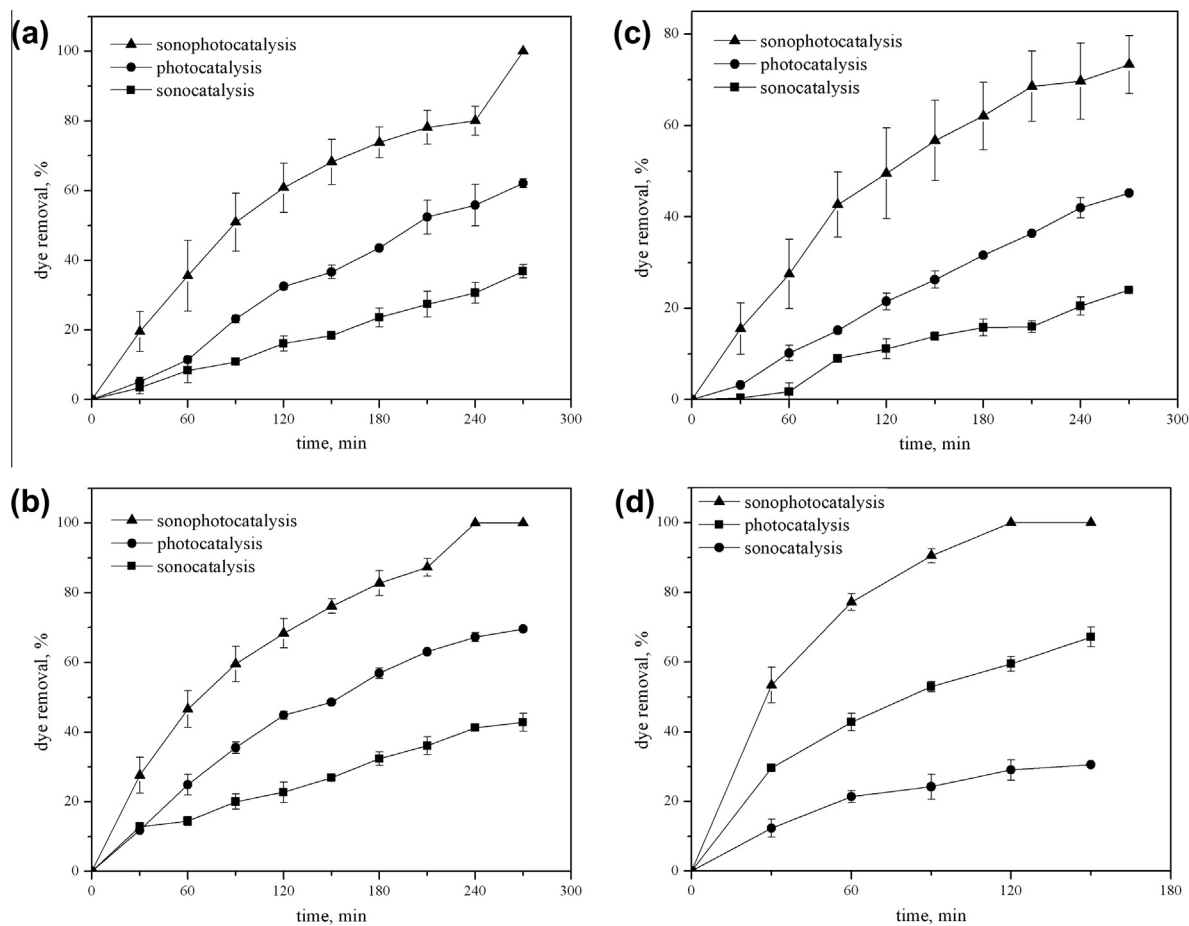 (a)
sonophotocatalysis
photocatalysis
sonocatalysis
100
80
60
40
20
0
dye removal, %
0 60 120 180 240 300
time, min
(c)
sonophotocatalysis
photocatalysis
sonocatalysis
80
60
40
20
0
dye removal, %
0 60 120 180 240 300
time, min
(b)
sonophotocatalysis
photocatalysis
sonocatalysis
100
80
60
40
20
0
dye removal, %
0 60 120 180 240 300
time, min
(d)
sonophotocatalysis
photocatalysis
sonocatalysis
100
80
60
40
20
0
dye removal, %
0 60 120 180
time, min